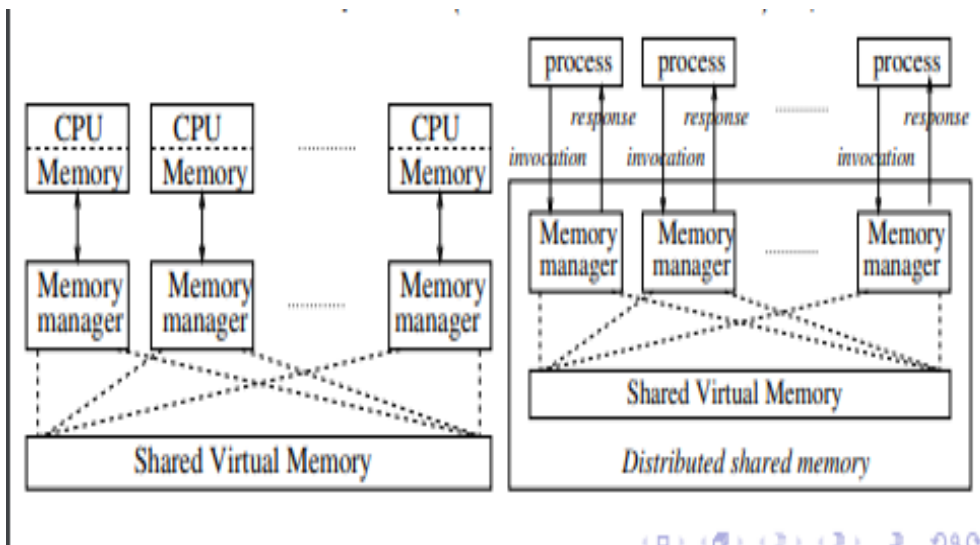 CPU
Memory
CPU
Memory
CPU
Memory
Memory
manager
Memory
manager
Memory
manager
Shared Virtual Memory
process
process
process
response
response
response
invocation
invocation
invocation
Memory
manager
Memory
manager
Memory
manager
Shared Virtual Memory
Distributed shared memory